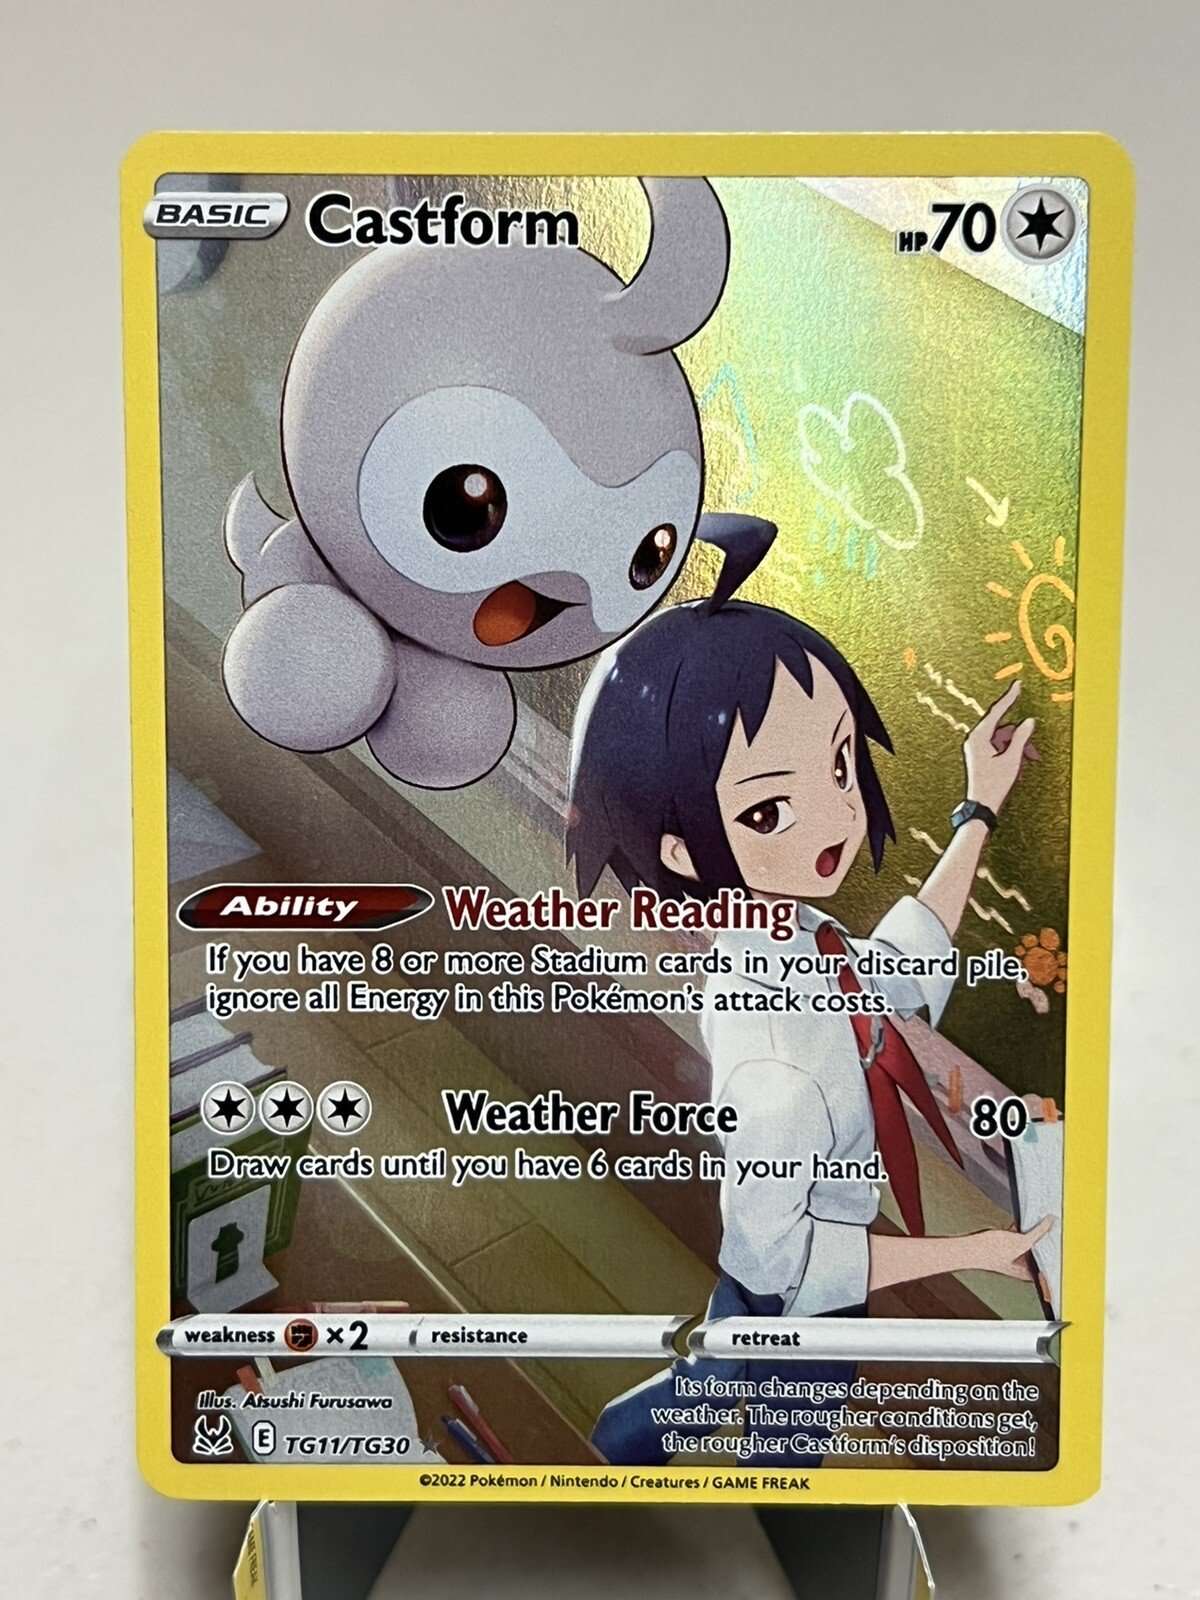 BASIC Castform HP 70
Ability Weather Reading
If you have 8 or more Stadium cards in your discard pile,
ignore all Energy in this Pokémon's attack costs.
Weather Force 80
Draw cards until you have 6 cards in your hand.
weakness ×2 resistance retreat
Illus. Atsushi Furusawa
E TG11/TG30
Its form changes depending on the
weather. The rougher conditions get,
the rougher Castform's disposition!
©2022 Pokémon / Nintendo / Creatures / GAME FREAK